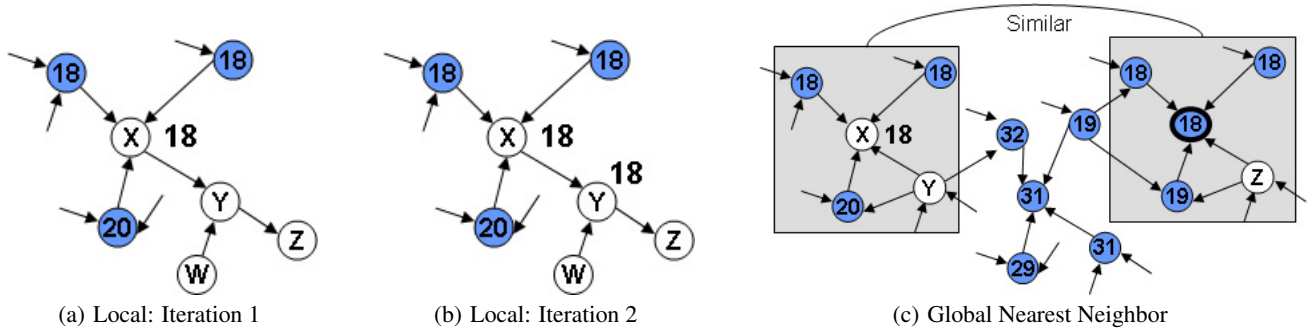 18
18
X
18
Y
20
Z
W
(a) Local: Iteration 1
18
18
X
18
18
Y
20
Z
W
(b) Local: Iteration 2
Similar
18
18
X
18
Y
20
32
19
31
29
31
18
18
18
19
Z
(c) Global Nearest Neighbor